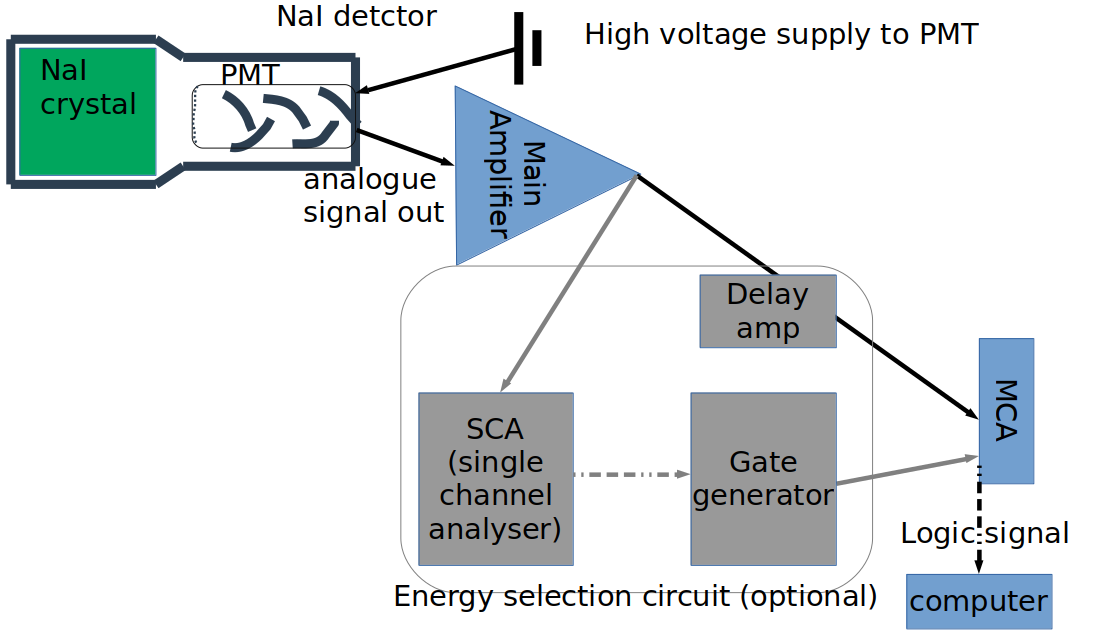 NaI detctor
High voltage supply to PMT
NaI
crystal
PMT
analogue
signal out
Main
Amplifier
Delay
amp
MCA
SCA
(single
channel
analyser)
Gate
generator
Logic signal
Energy selection circuit (optional)
computer